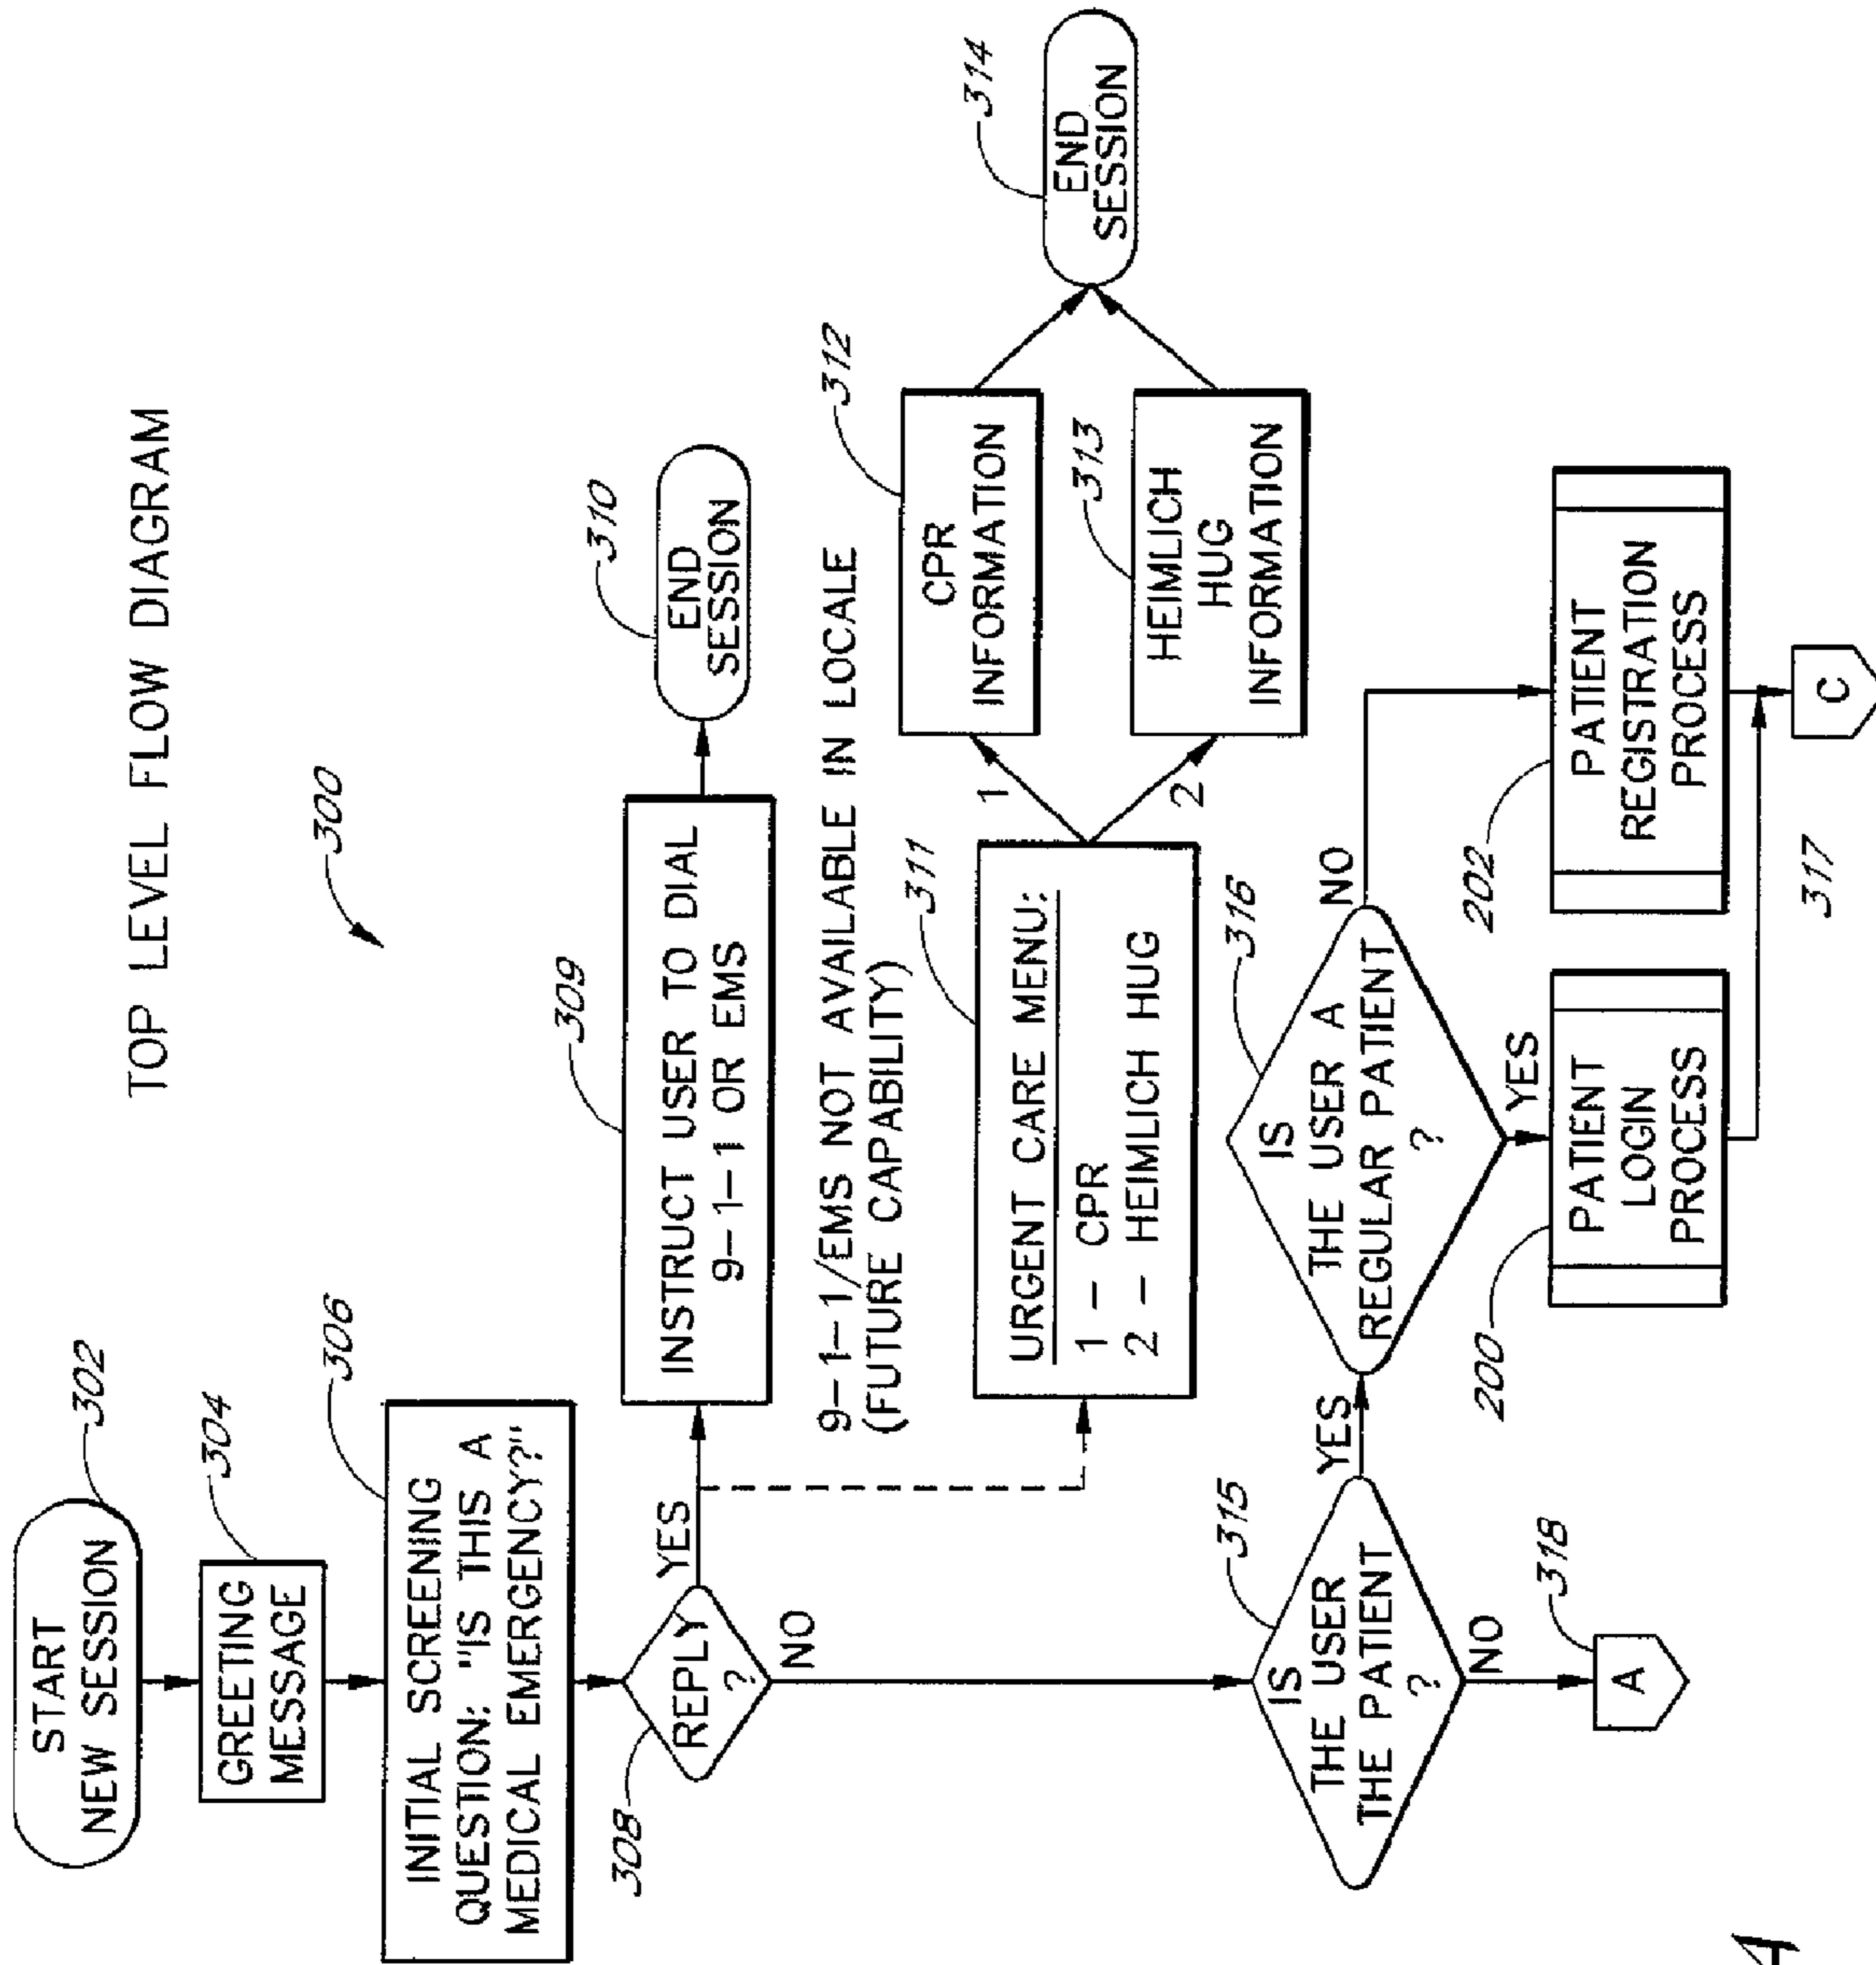 TOP LEVEL FLOW DIAGRAM
300
START
NEW SESSION
302
GREETING
MESSAGE
304
INITIAL SCREENING
QUESTION: "IS THIS A
MEDICAL EMERGENCY?"
306
REPLY
?
308
YES
NO
INSTRUCT USER TO DIAL
9-1-1 OR EMS
309
END
SESSION
310
9-1-1/EMS NOT AVAILABLE IN LOCALE
(FUTURE CAPABILITY)
URGENT CARE MENU:
1 - CPR
2 - HEIMLICH HUG
311
1
2
CPR
INFORMATION
312
HEIMLICH
HUG
INFORMATION
313
END
SESSION
314
IS
THE USER
THE PATIENT
?
315
YES
NO
A
318
IS
THE USER A
REGULAR PATIENT
?
316
NO
YES
PATIENT
LOGIN
PROCESS
200
PATIENT
REGISTRATION
PROCESS
202
317
C
A